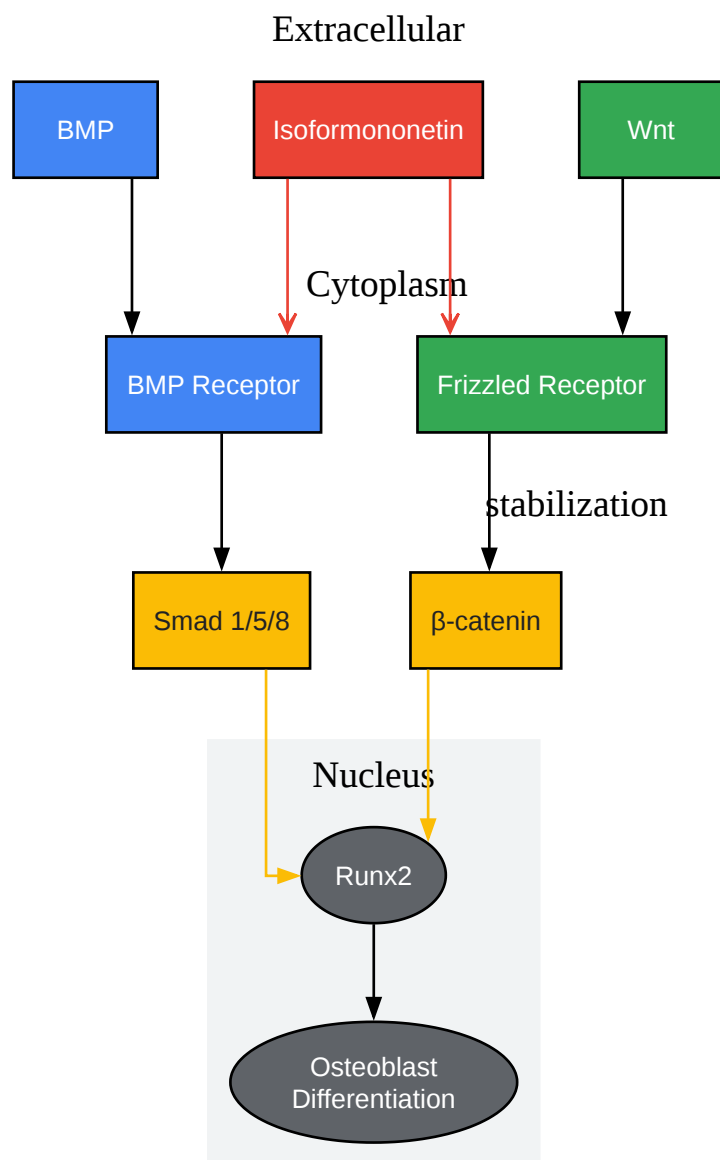 Extracellular
BMP
Isoformononetin
Wnt
Cytoplasm
BMP Receptor
Frizzled Receptor
stabilization
Smad 1/5/8
β-catenin
Nucleus
Runx2
Osteoblast
Differentiation